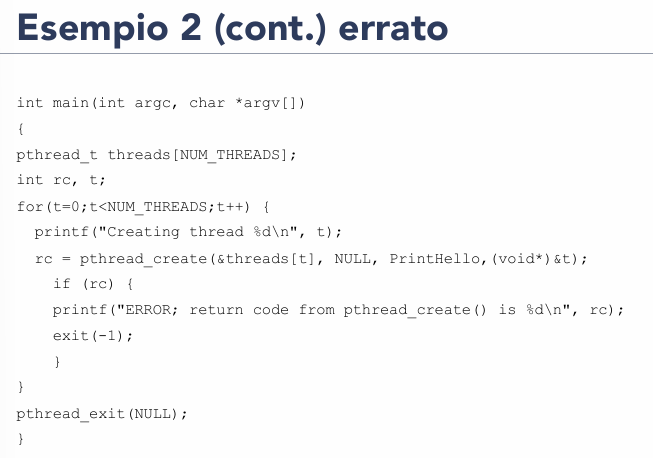 Esempio 2 (cont.) errato
int main(int argc, char *argv[])
{
pthread_t threads[NUM_THREADS];
int rc, t;
for(t=0;t<NUM_THREADS;t++) {
printf("Creating thread %d\n", t);
rc = pthread_create(&threads[t], NULL, PrintHello,(void*)&t);
if (rc) {
printf("ERROR; return code from pthread_create() is %d\n", rc);
exit(-1);
}
}
pthread_exit(NULL);
}